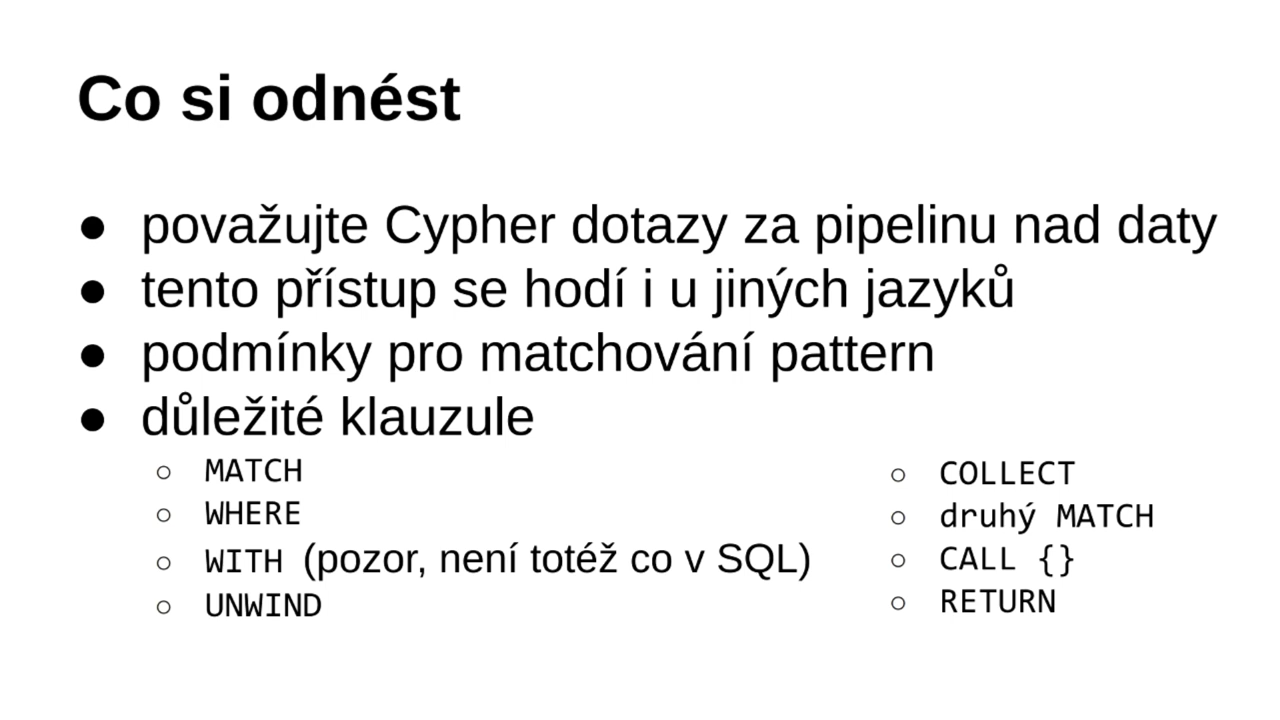 Co si odnést
● považujte Cypher dotazy za pipelinu nad daty
● tento přístup se hodí i u jiných jazyků
● podmínky pro matchování pattern
● důležité klauzule
○ MATCH
○ WHERE
○ WITH (pozor, není totéž co v SQL)
○ UNWIND
○ COLLECT
○ druhý MATCH
○ CALL {}
○ RETURN